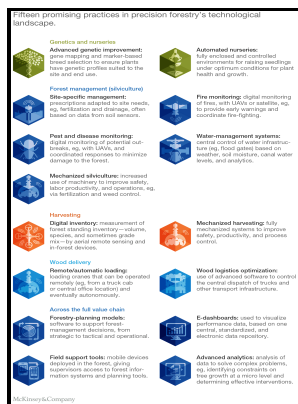 Fifteen promising practices in precision forestry's technological
landscape.
Genetics and nurseries
Advanced genetic improvement:
gene mapping and marker-based
breed selection to ensure plants
have genetic profiles suited to the
site and end use.
Automated nurseries:
fully enclosed and controlled
environments for raising seedlings
under optimum conditions for plant
health and growth.
Forest management (silviculture)
Site-specific management:
prescriptions adapted to site needs,
eg, fertilization and drainage, often
based on data from soil sensors.
Fire monitoring: digital monitoring
of fires, with UAVs or satellite, eg,
to provide early warnings and
coordinate fire-fighting.
Pest and disease monitoring:
digital monitoring of potential out-
breaks, eg, with UAVs, and
coordinated responses to minimize
damage to the forest.
Water-management systems:
central control of water infrastruc-
ture (eg, flood gates) based on
weather, soil moisture, canal water
levels, and analytics.
Mechanized silviculture: increased
use of machinery to improve safety,
labor productivity, and operations, eg,
via fertilization and weed control.
Harvesting
Digital inventory: measurement of
forest standing inventory—volume,
species, and sometimes grade
mix—by aerial remote sensing and
in-forest devices.
Mechanized harvesting: fully
mechanized systems to improve
safety, productivity, and process
control.
Wood delivery
Remote/automatic loading:
loading cranes that can be operated
remotely (eg, from a truck cab
or central office location) and
eventually autonomously.
Wood logistics optimization:
use of advanced software to control
the central dispatch of trucks and
other transport infrastructure.
Across the full value chain
Forestry-planning models:
software to support forest-
management decisions, from
strategic to tactical and operational.
E-dashboards: used to visualize
performance data, based on one
central, standardized, and
electronic data repository.
Field support tools: mobile devices
deployed in the forest, giving
supervisors access to forest infor-
mation systems and planning tools.
Advanced analytics: analysis of
data to solve complex problems,
eg, identifying constraints on
tree growth at a micro level and
determining effective interventions.
McKinsey&Company